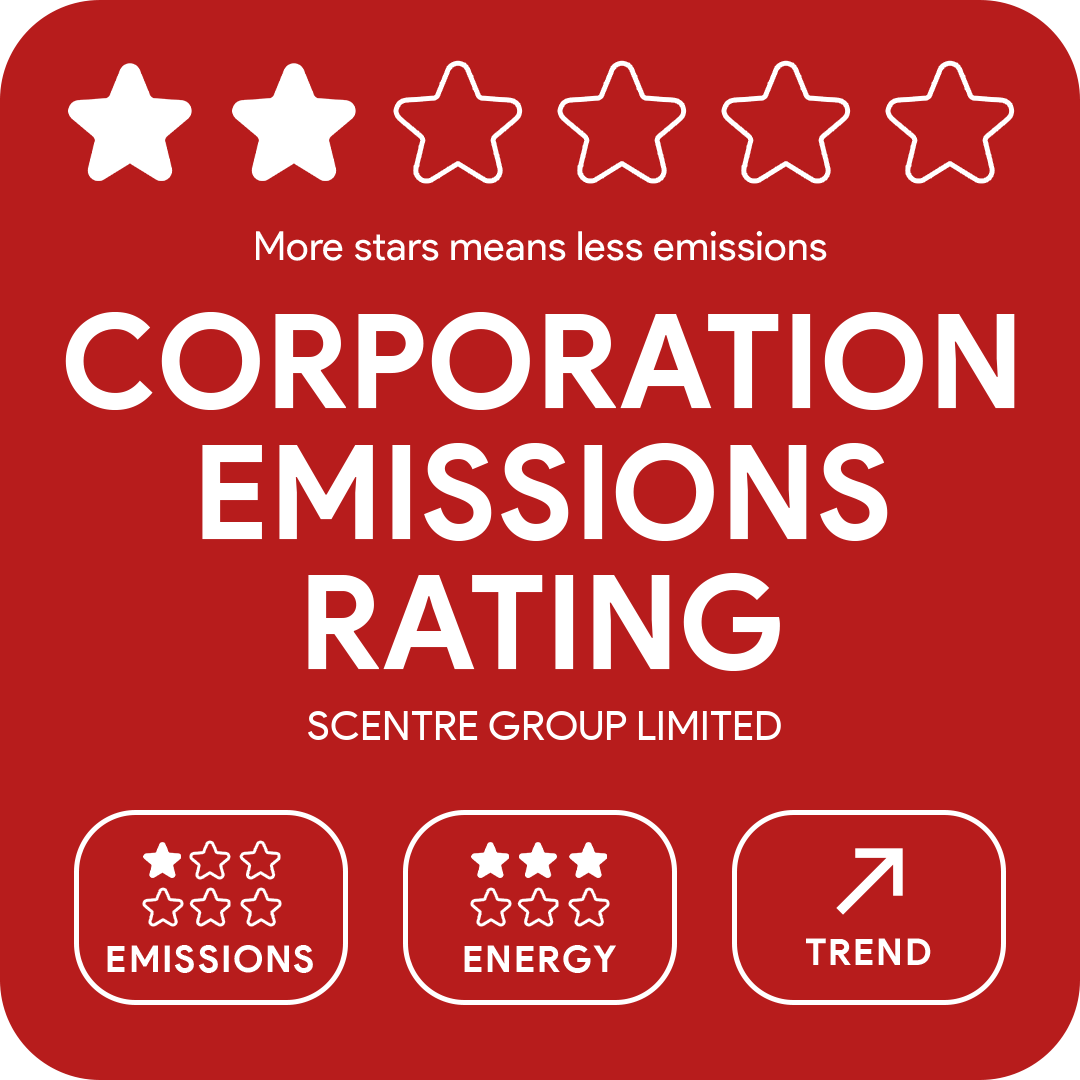 More stars means less emissions
CORPORATION
EMISSIONS
RATING
SCENTRE GROUP LIMITED
EMISSIONS
ENERGY
TREND